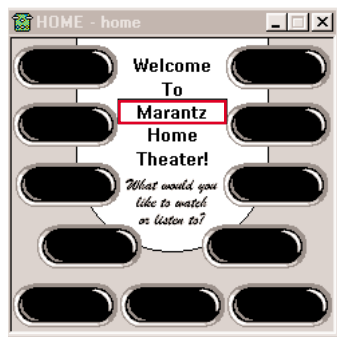 HOME - home
Welcome
To
Marantz
Home
Theater!
What would you
like to watch
or listen to?